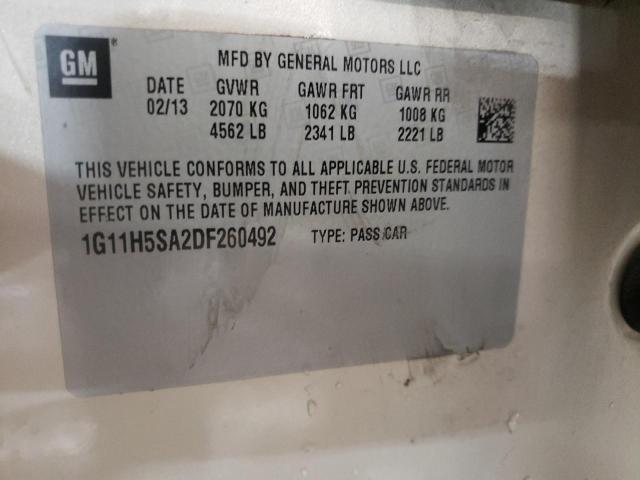 GM
MFD BY GENERAL MOTORS LLC
DATE GVWR GAWR FRT GAWR RR
02/13 2070 KG 1062 KG 1008 KG
4562 LB 2341 LB 2221 LB
THIS VEHICLE CONFORMS TO ALL APPLICABLE U.S. FEDERAL MOTOR
VEHICLE SAFETY, BUMPER, AND THEFT PREVENTION STANDARDS IN
EFFECT ON THE DATE OF MANUFACTURE SHOWN ABOVE.
1G11H5SA2DF260492 TYPE: PASS CAR